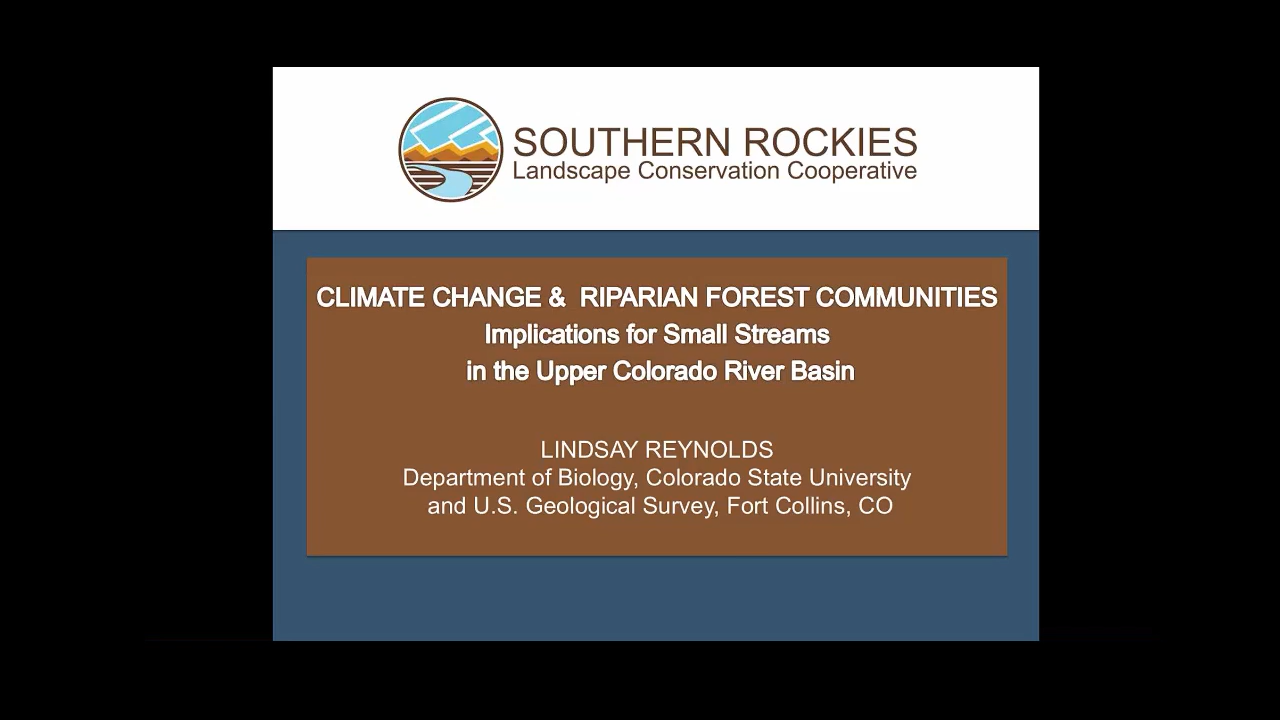 SOUTHERN ROCKIES
Landscape Conservation Cooperative
CLIMATE CHANGE & RIPARIAN FOREST COMMUNITIES
Implications for Small Streams
in the Upper Colorado River Basin
LINDSAY REYNOLDS
Department of Biology, Colorado State University
and U.S. Geological Survey, Fort Collins, CO